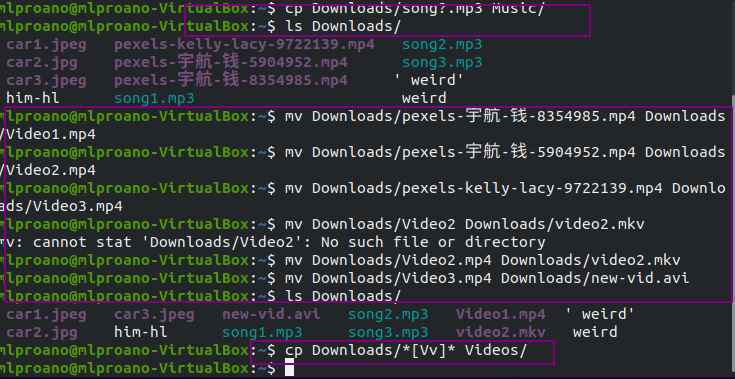 mlproano@mlproano-VirtualBox:~$ cp Downloads/song?.mp3 Music/
mlproano@mlproano-VirtualBox:~$ ls Downloads/
car1.jpeg pexels-kelly-lacy-9722139.mp4 song2.mp3
car2.jpg pexels-宇航-钱-5904952.mp4 song3.mp3
car3.jpeg pexels-宇航-钱-8354985.mp4 ' weird'
him-hl song1.mp3 weird
mlproano@mlproano-VirtualBox:~$ mv Downloads/pexels-宇航-钱-8354985.mp4 Downloads
/Video1.mp4
mlproano@mlproano-VirtualBox:~$ mv Downloads/pexels-宇航-钱-5904952.mp4 Downloads
/Video2.mp4
mlproano@mlproano-VirtualBox:~$ mv Downloads/pexels-kelly-lacy-9722139.mp4 Downlo
ads/Video3.mp4
mlproano@mlproano-VirtualBox:~$ mv Downloads/Video2 Downloads/video2.mkv
mv: cannot stat 'Downloads/Video2': No such file or directory
mlproano@mlproano-VirtualBox:~$ mv Downloads/Video2.mp4 Downloads/video2.mkv
mlproano@mlproano-VirtualBox:~$ mv Downloads/Video3.mp4 Downloads/new-vid.avi
mlproano@mlproano-VirtualBox:~$ ls Downloads/
car1.jpeg car3.jpeg new-vid.avi song2.mp3 Video1.mp4 ' weird'
car2.jpg him-hl song1.mp3 song3.mp3 video2.mkv weird
mlproano@mlproano-VirtualBox:~$ cp Downloads/*[Vv]* Videos/
mlproano@mlproano-VirtualBox:~$